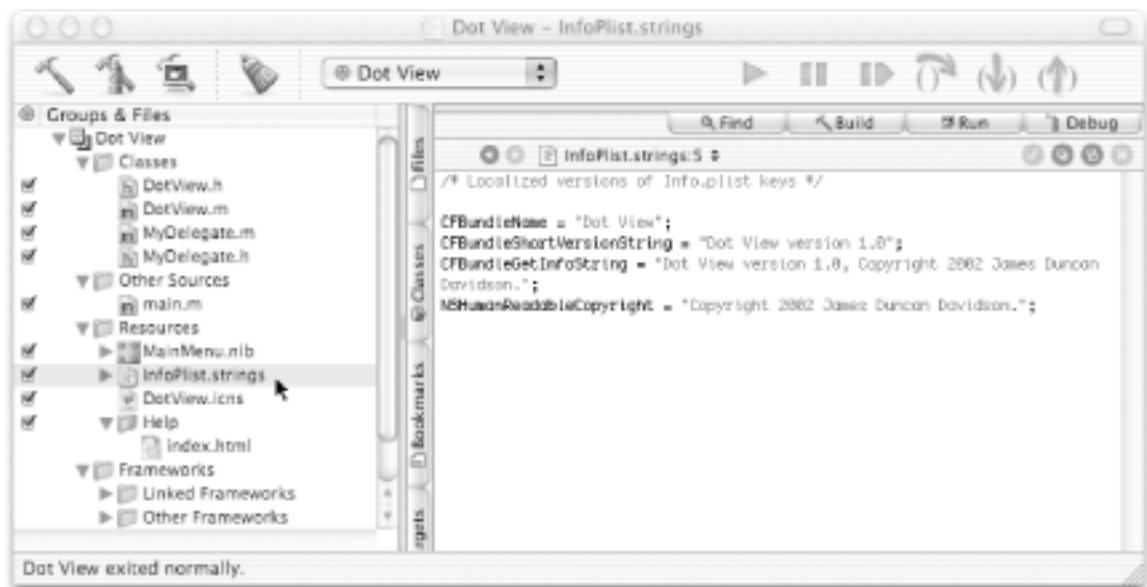 Dot View – InfoPlist.strings
Dot View
Groups & Files
Dot View
Classes
DotView.h
DotView.m
MyDelegate.m
MyDelegate.h
Other Sources
main.m
Resources
MainMenu.nib
InfoPlist.strings
DotView.icns
Help
index.html
Frameworks
Linked Frameworks
Other Frameworks
Files
Classes
Bookmarks
rgets
Find Build Run Debug
InfoPlist.strings:5
/* Localized versions of Info.plist keys */
CFBundleName = "Dot View";
CFBundleShortVersionString = "Dot View version 1.0";
CFBundleGetInfoString = "Dot View version 1.0, Copyright 2002 James Duncan
Davidson.";
NSHumanReadableCopyright = "Copyright 2002 James Duncan Davidson.";
Dot View exited normally.